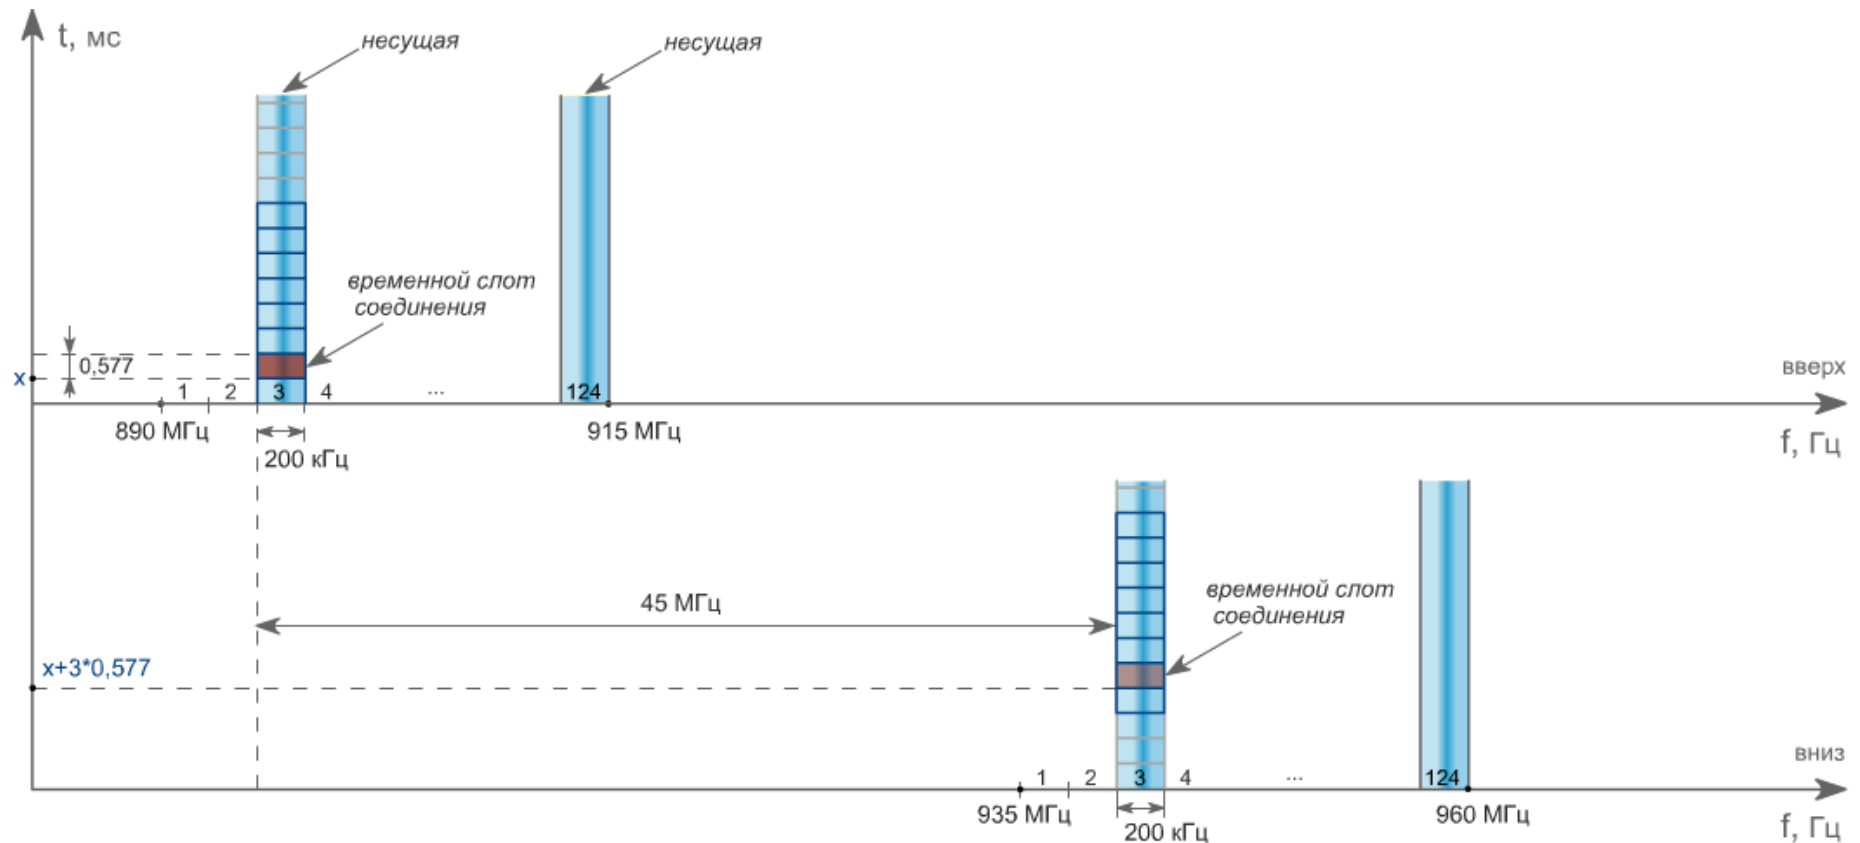 t, мс
несущая
несущая
временной слот
соединения
0,577
x
1
2
3
4
...
124
вверх
890 МГц
915 МГц
f, Гц
200 кГц
временной слот
соединения
45 МГц
x+3*0,577
вниз
1
2
3
4
...
124
935 МГц
960 МГц
200 кГц
f, Гц